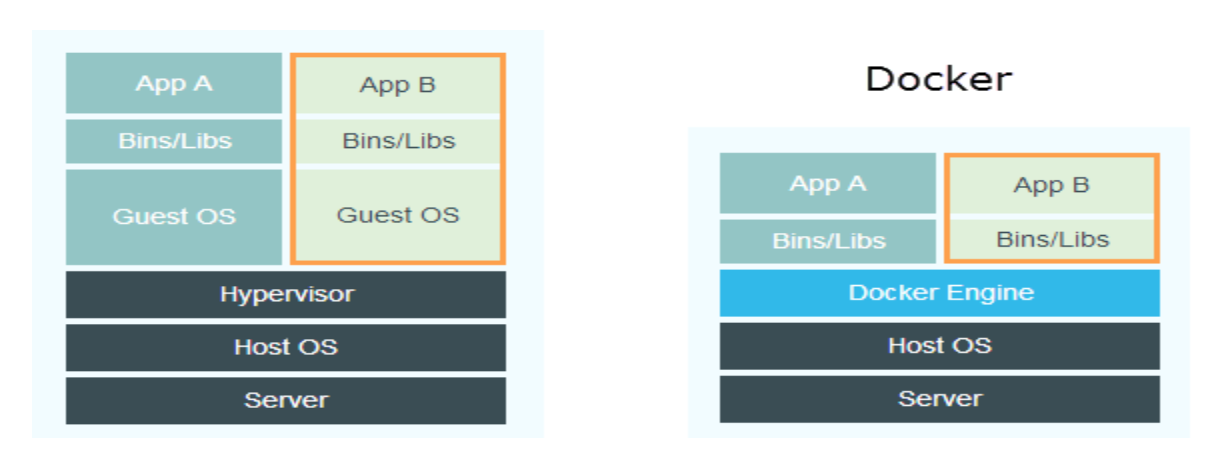 App A
App B
Bins/Libs
Bins/Libs
Guest OS
Guest OS
Hypervisor
Host OS
Server
Docker
App A
App B
Bins/Libs
Bins/Libs
Docker Engine
Host OS
Server